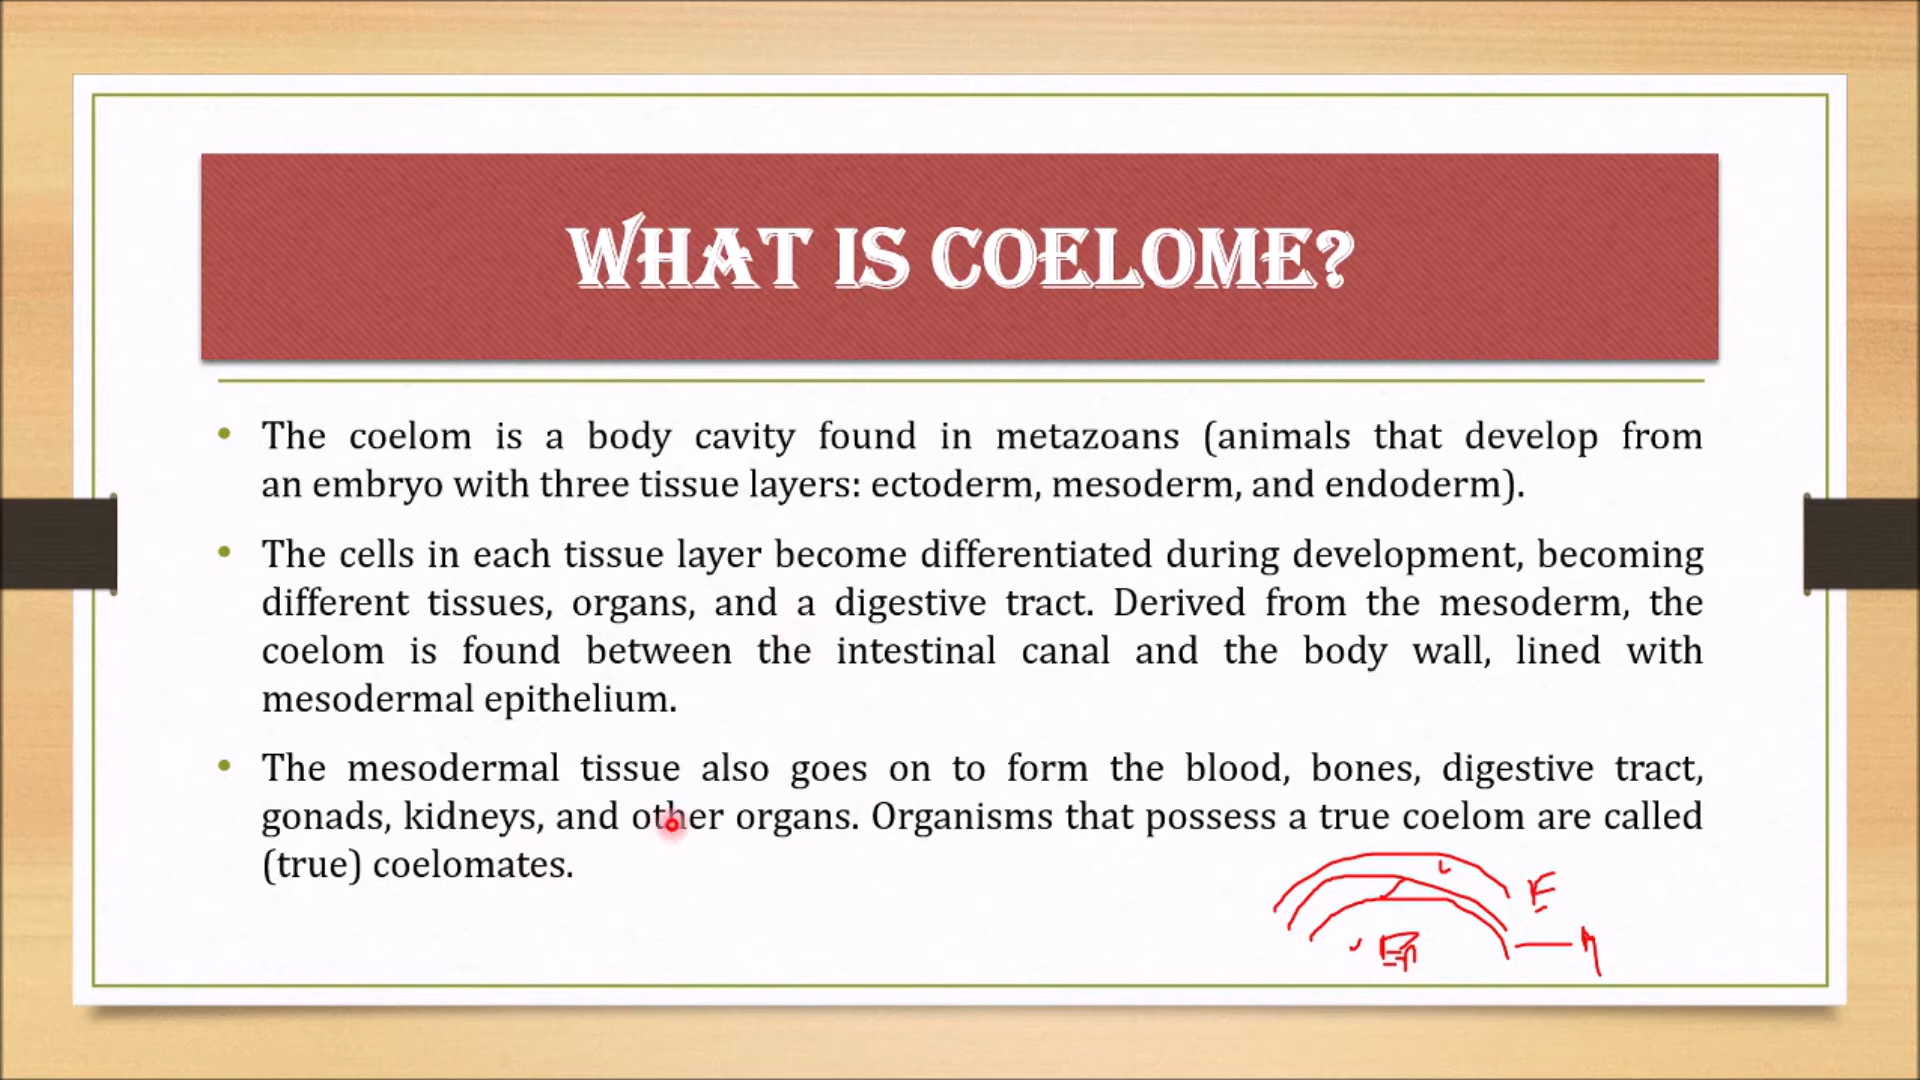 WHAT IS COELOME?
• The coelom is a body cavity found in metazoans (animals that develop from
an embryo with three tissue layers: ectoderm, mesoderm, and endoderm).
• The cells in each tissue layer become differentiated during development, becoming
different tissues, organs, and a digestive tract. Derived from the mesoderm, the
coelom is found between the intestinal canal and the body wall, lined with
mesodermal epithelium.
• The mesodermal tissue also goes on to form the blood, bones, digestive tract,
gonads, kidneys, and other organs. Organisms that possess a true coelom are called
(true) coelomates.
E
En